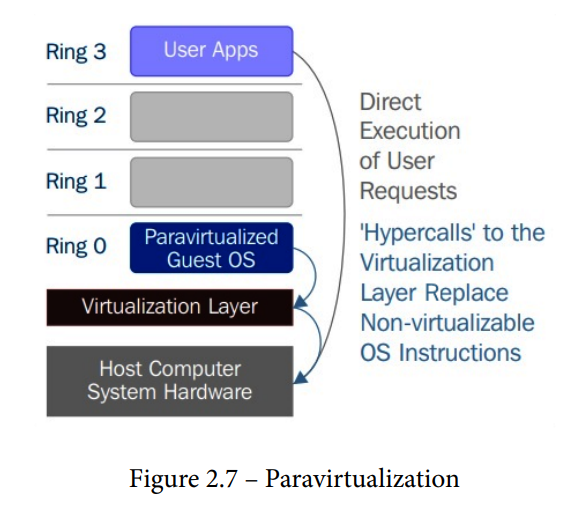 Ring 3
User Apps
Ring 2
Ring 1
Ring 0
Paravirtualized
Guest OS
Virtualization Layer
Host Computer
System Hardware
Direct
Execution
of User
Requests
'Hypercalls' to the
Virtualization
Layer Replace
Non-virtualizable
OS Instructions
Figure 2.7 – Paravirtualization